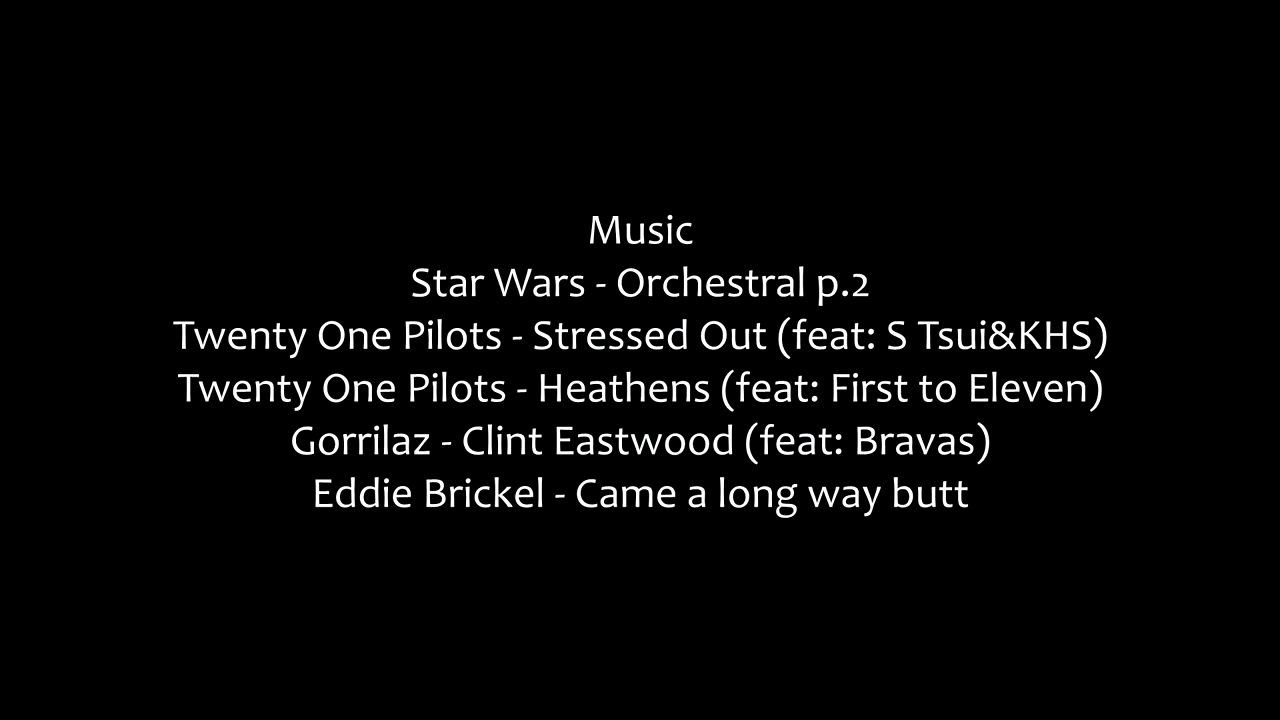 Music
Star Wars - Orchestral p.2
Twenty One Pilots - Stressed Out (feat: S Tsui&KHS)
Twenty One Pilots - Heathens (feat: First to Eleven)
Gorrilaz - Clint Eastwood (feat: Bravas)
Eddie Brickel - Came a long way butt